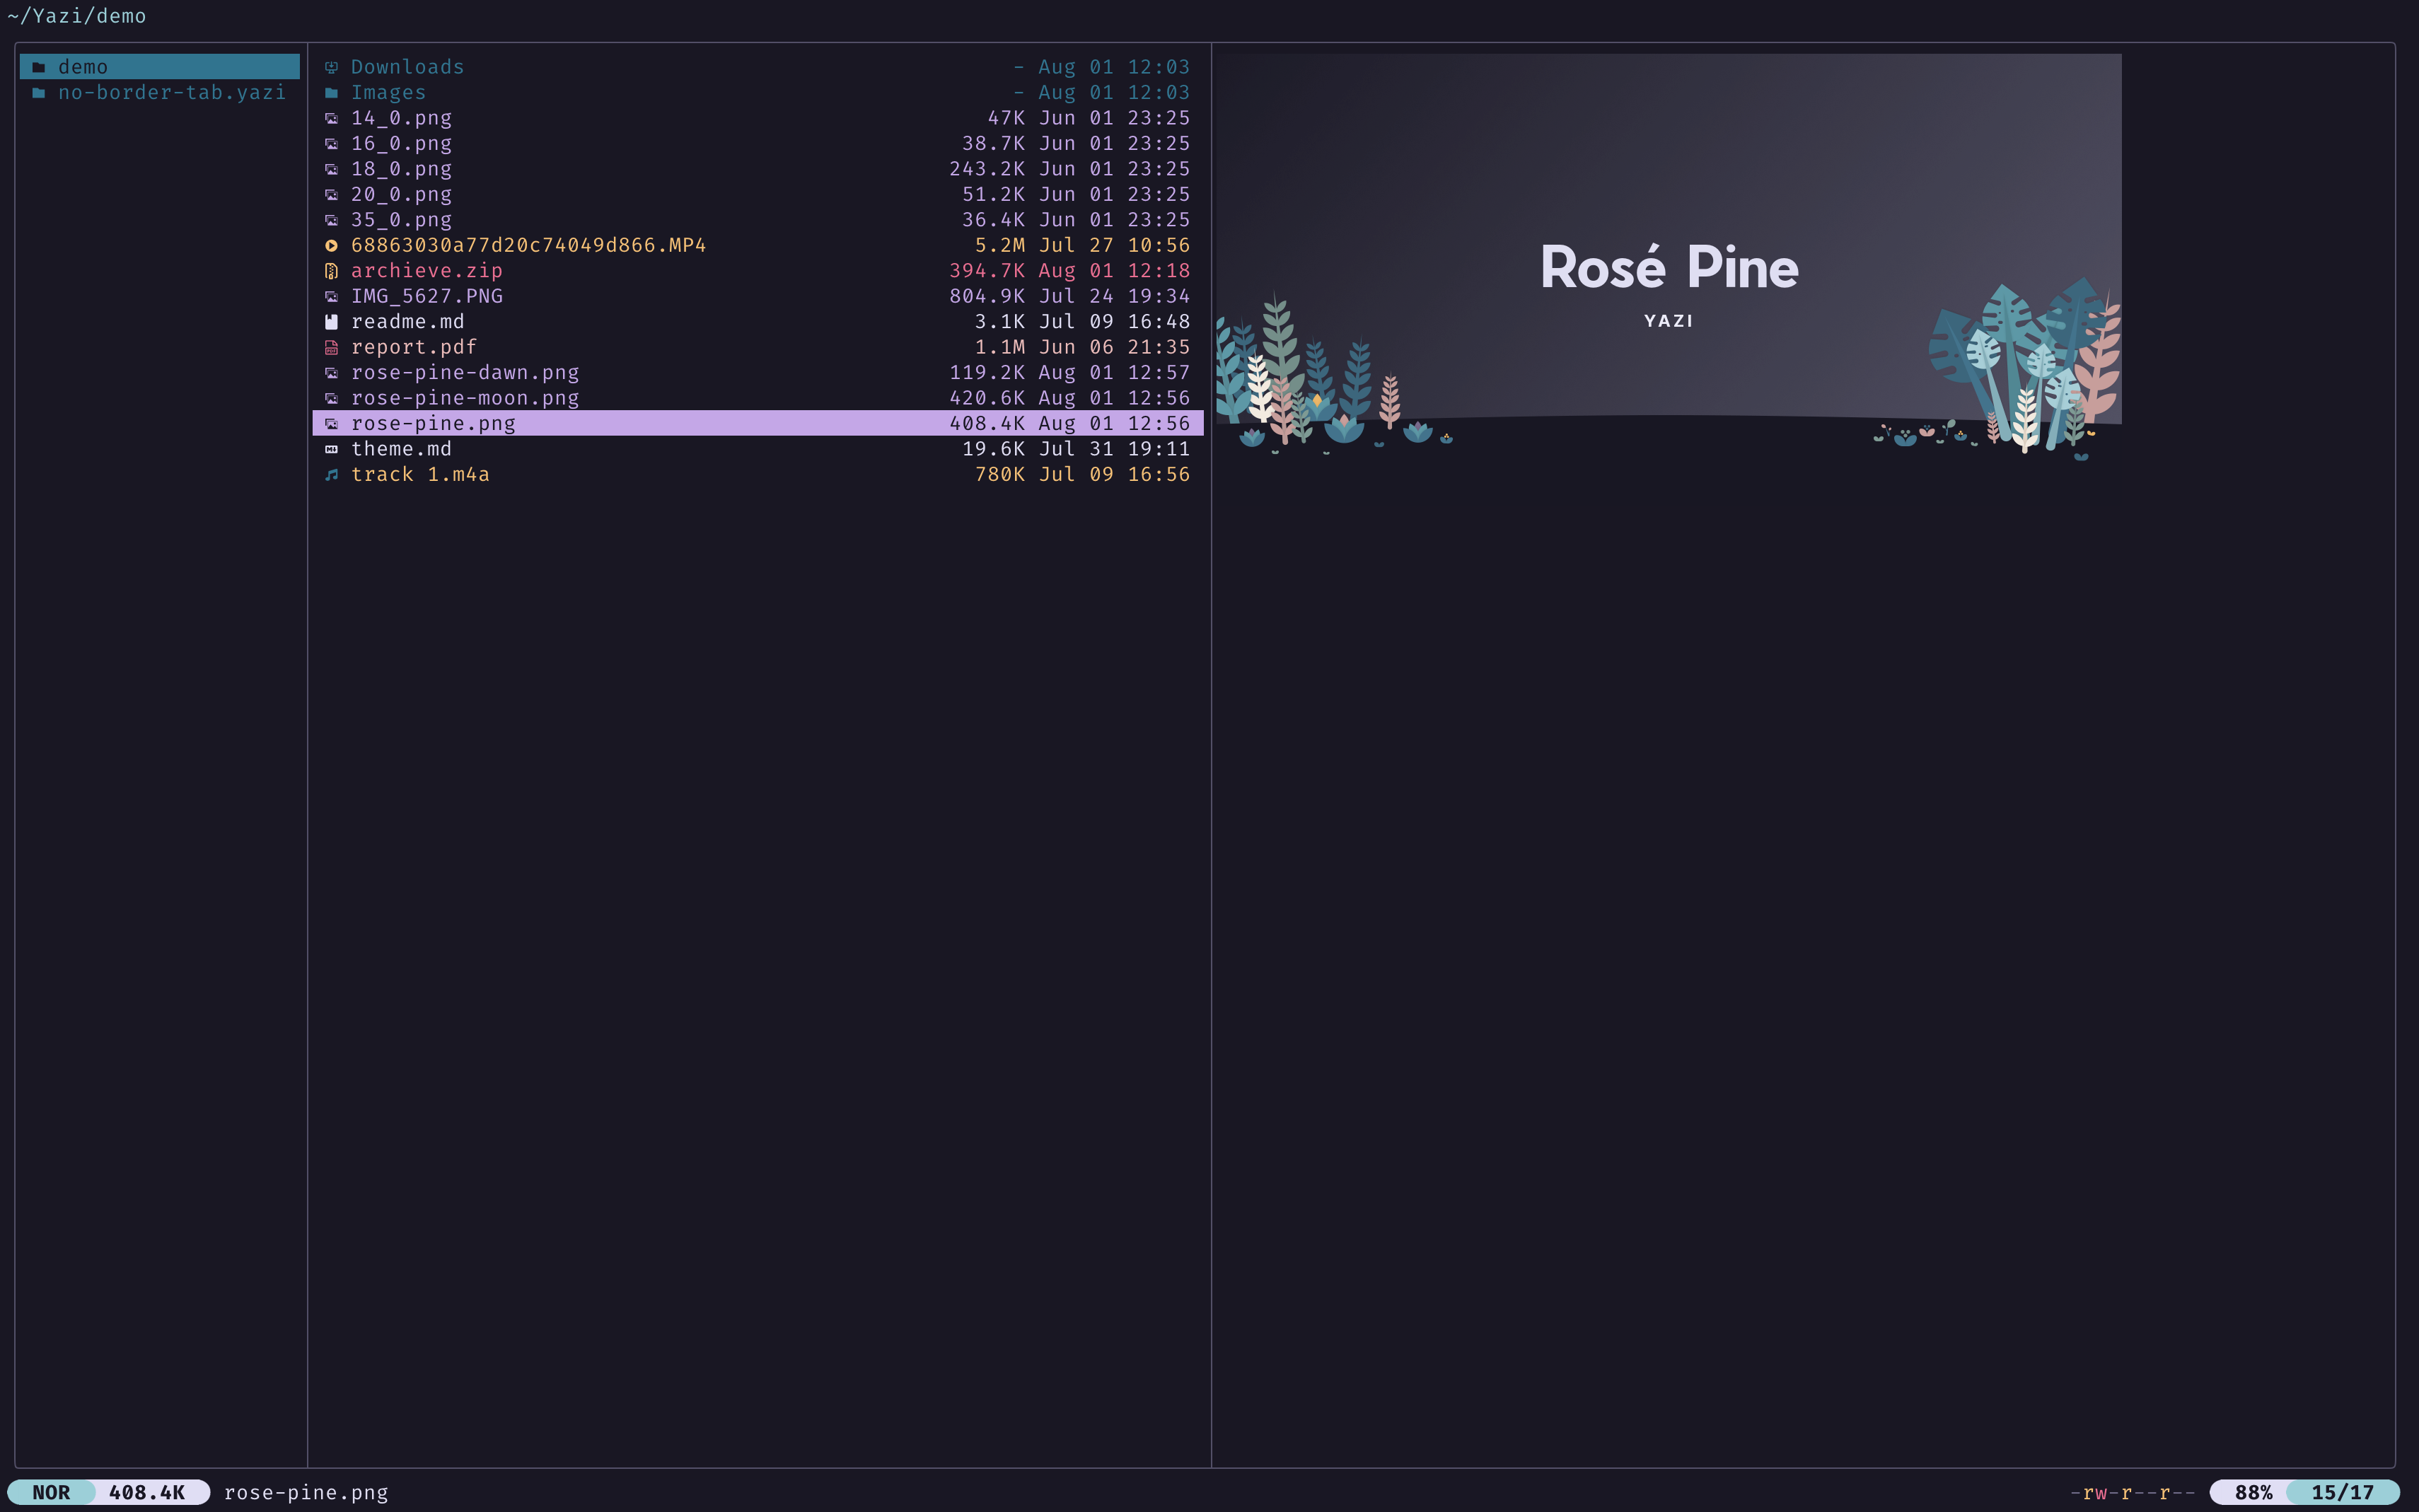 ~/Yazi/demo
demo
no-border-tab.yazi
Downloads - Aug 01 12:03
Images - Aug 01 12:03
14_0.png 47K Jun 01 23:25
16_0.png 38.7K Jun 01 23:25
18_0.png 243.2K Jun 01 23:25
20_0.png 51.2K Jun 01 23:25
35_0.png 36.4K Jun 01 23:25
68863030a77d20c74049d866.MP4 5.2M Jul 27 10:56
archieve.zip 394.7K Aug 01 12:18
IMG_5627.PNG 804.9K Jul 24 19:34
readme.md 3.1K Jul 09 16:48
report.pdf 1.1M Jun 06 21:35
rose-pine-dawn.png 119.2K Aug 01 12:57
rose-pine-moon.png 420.6K Aug 01 12:56
rose-pine.png 408.4K Aug 01 12:56
theme.md 19.6K Jul 31 19:11
track 1.m4a 780K Jul 09 16:56
Rosé Pine
YAZI
NOR 408.4K rose-pine.png -rw-r--r-- 88% 15/17